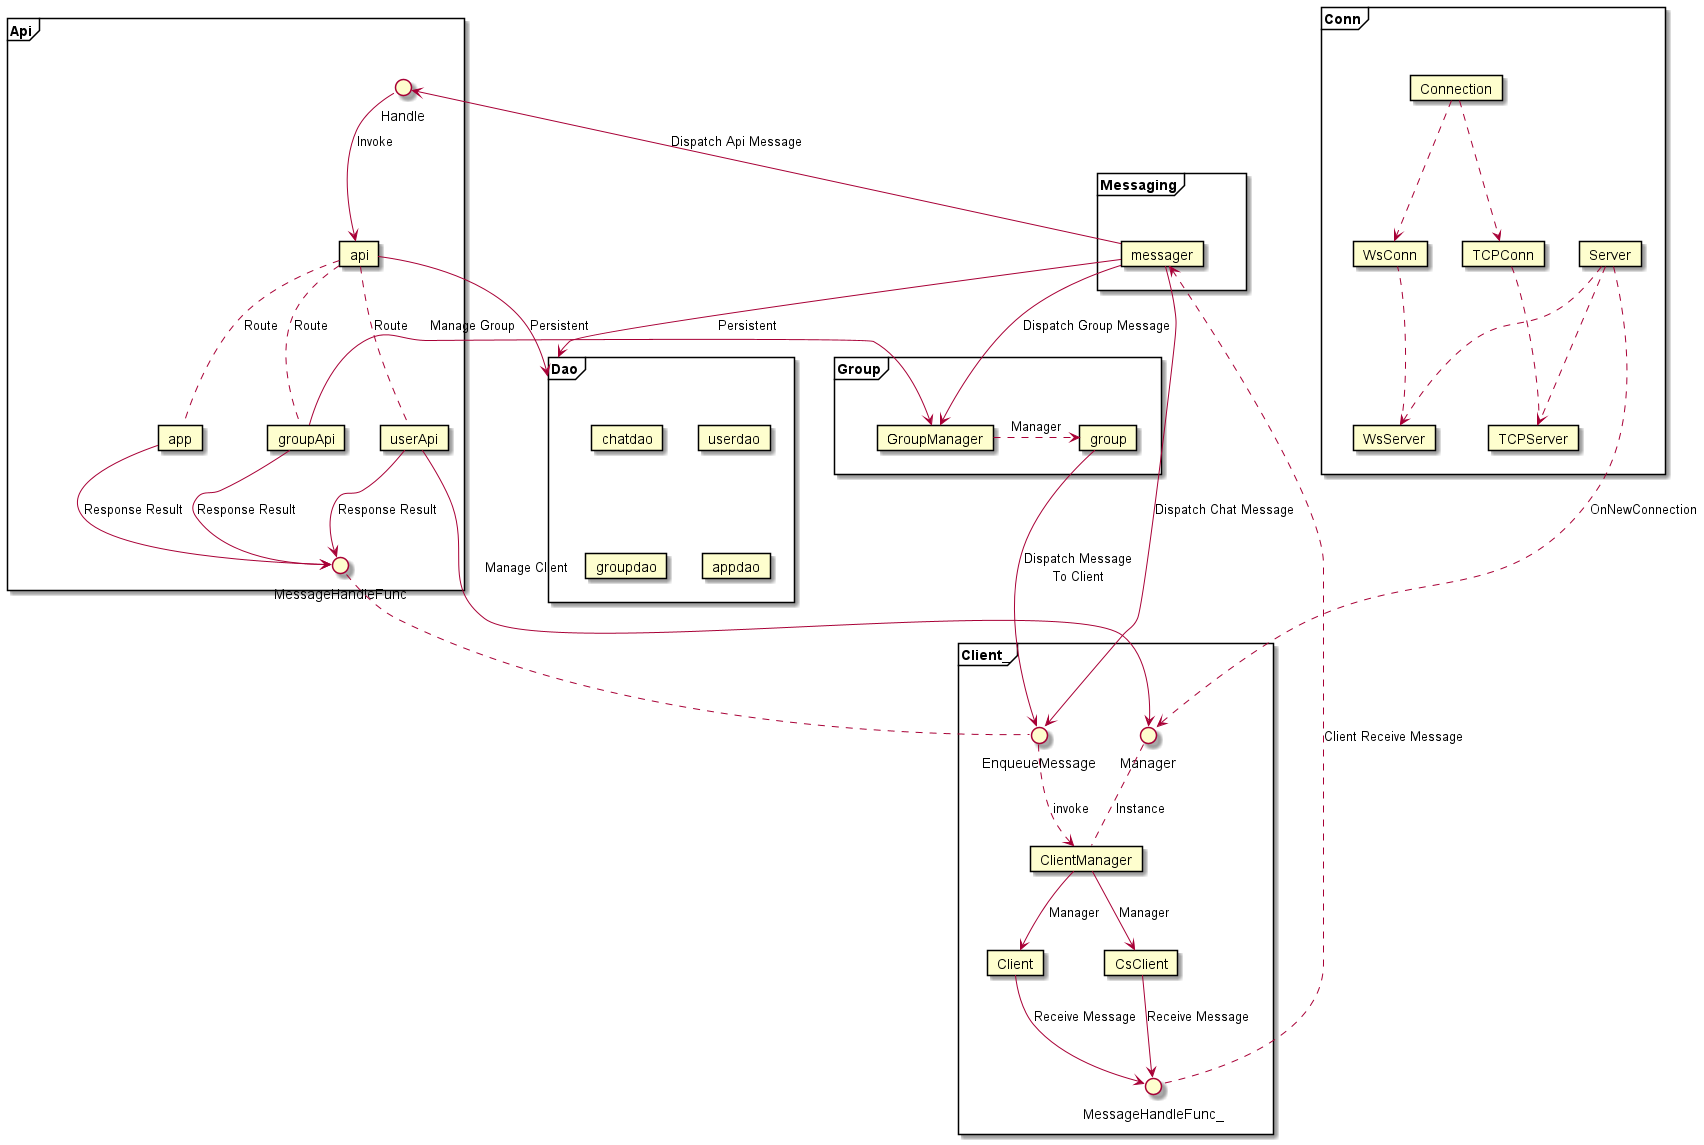 Conn
Api
Connection
Handle
Invoke
Dispatch Api Message
Messaging
api
messager
WsConn
TCPConn
Server
Route
Route
Route
Manage Group
Persistent
Persistent
Dispatch Group Message
Dao
Group
app
groupApi
userApi
chatdao
userdao
GroupManager
Manager
group
WsServer
TCPServer
Response Result
Response Result
Response Result
Dispatch Chat Message
OnNewConnection
Manage Client
groupdao
appdao
Dispatch Message
To Client
MessageHandleFunc
Client_
EnqueueMessage
Manager
Client Receive Message
invoke
Instance
ClientManager
Manager
Manager
Client
CsClient
Receive Message
Receive Message
MessageHandleFunc_